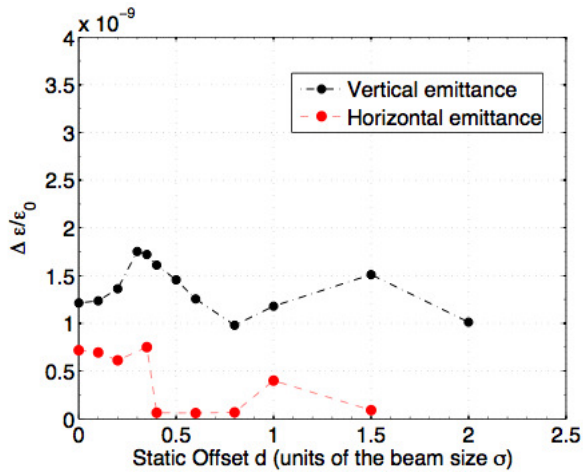 x 10⁻⁹
4
3.5
3
2.5
2
1.5
1
0.5
0
Δ ε/ε₀
Vertical emittance
Horizontal emittance
0 0.5 1 1.5 2 2.5
Static Offset d (units of the beam size σ)